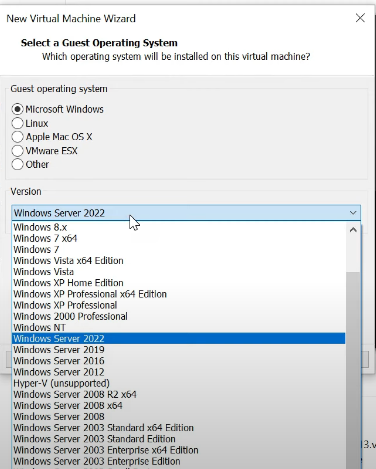 New Virtual Machine Wizard
Select a Guest Operating System
Which operating system will be installed on this virtual machine?
Guest operating system
Microsoft Windows
Linux
Apple Mac OS X
VMware ESX
Other
Version
Windows Server 2022
Windows 8.x
Windows 7 x64
Windows 7
Windows Vista x64 Edition
Windows Vista
Windows XP Home Edition
Windows XP Professional x64 Edition
Windows XP Professional
Windows 2000 Professional
Windows NT
Windows Server 2022
Windows Server 2019
Windows Server 2016
Windows Server 2012
Hyper-V (unsupported)
Windows Server 2008 R2 x64
Windows Server 2008 x64
Windows Server 2008
Windows Server 2003 Standard x64 Edition
Windows Server 2003 Standard Edition
Windows Server 2003 Enterprise x64 Edition
Windows Server 2003 Enterprise Edition